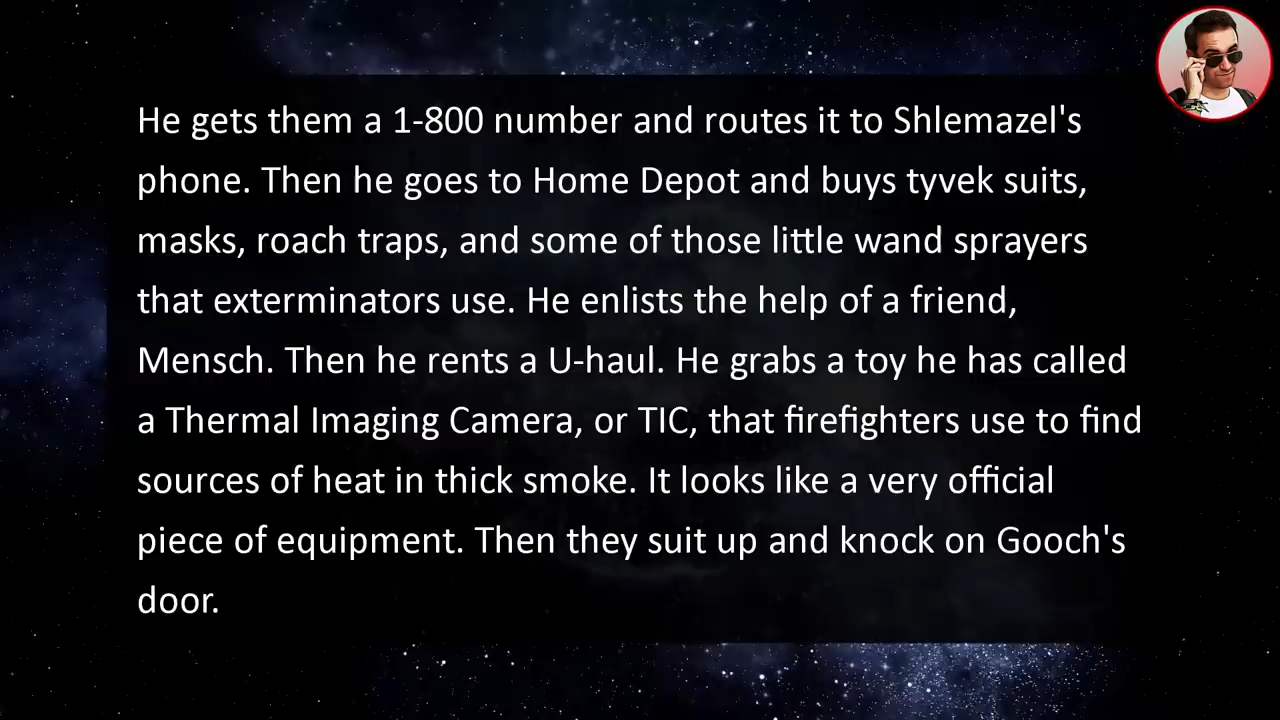 He gets them a 1-800 number and routes it to Shlemazel's
phone. Then he goes to Home Depot and buys tyvek suits,
masks, roach traps, and some of those little wand sprayers
that exterminators use. He enlists the help of a friend,
Mensch. Then he rents a U-haul. He grabs a toy he has called
a Thermal Imaging Camera, or TIC, that firefighters use to find
sources of heat in thick smoke. It looks like a very official
piece of equipment. Then they suit up and knock on Gooch's
door.